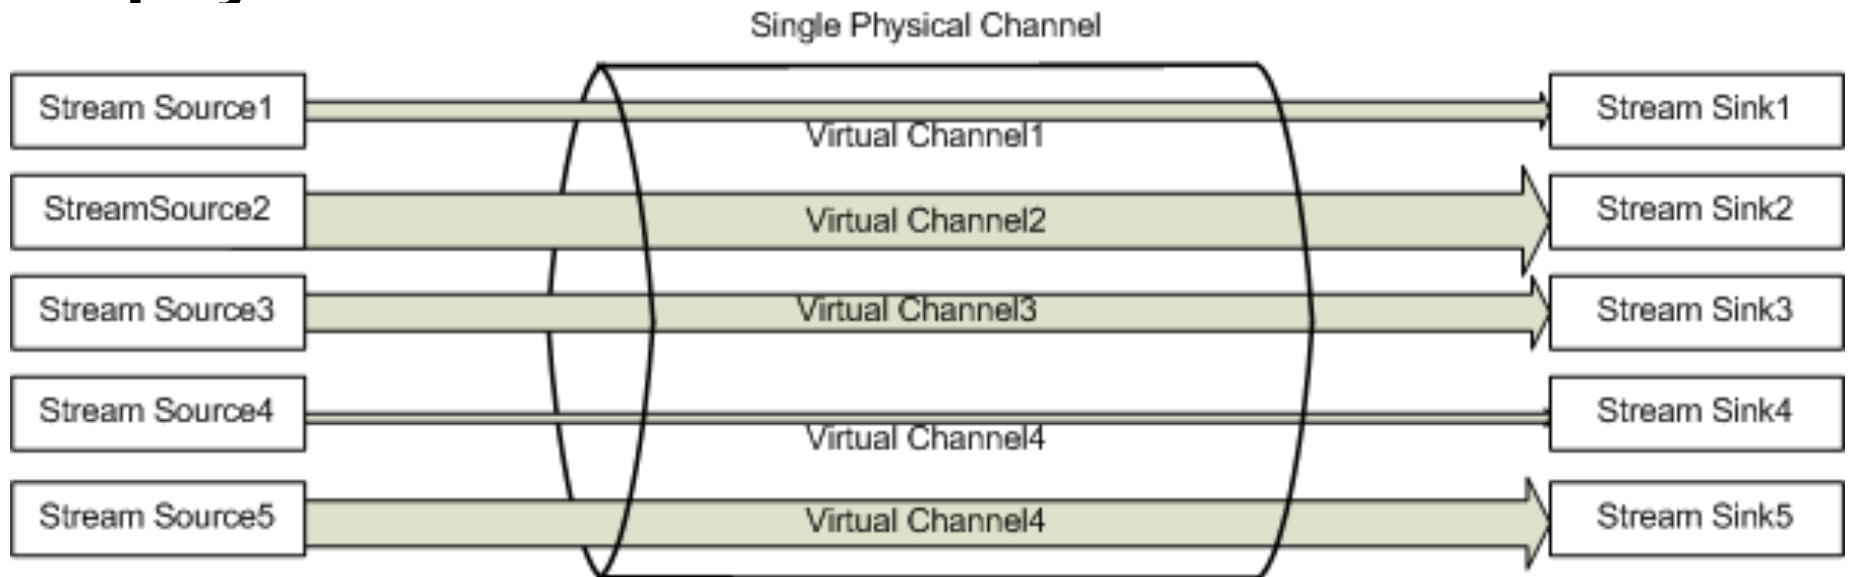 Single Physical Channel
Stream Source1
Virtual Channel1
Stream Sink1
StreamSource2
Virtual Channel2
Stream Sink2
Stream Source3
Virtual Channel3
Stream Sink3
Stream Source4
Virtual Channel4
Stream Sink4
Stream Source5
Virtual Channel4
Stream Sink5